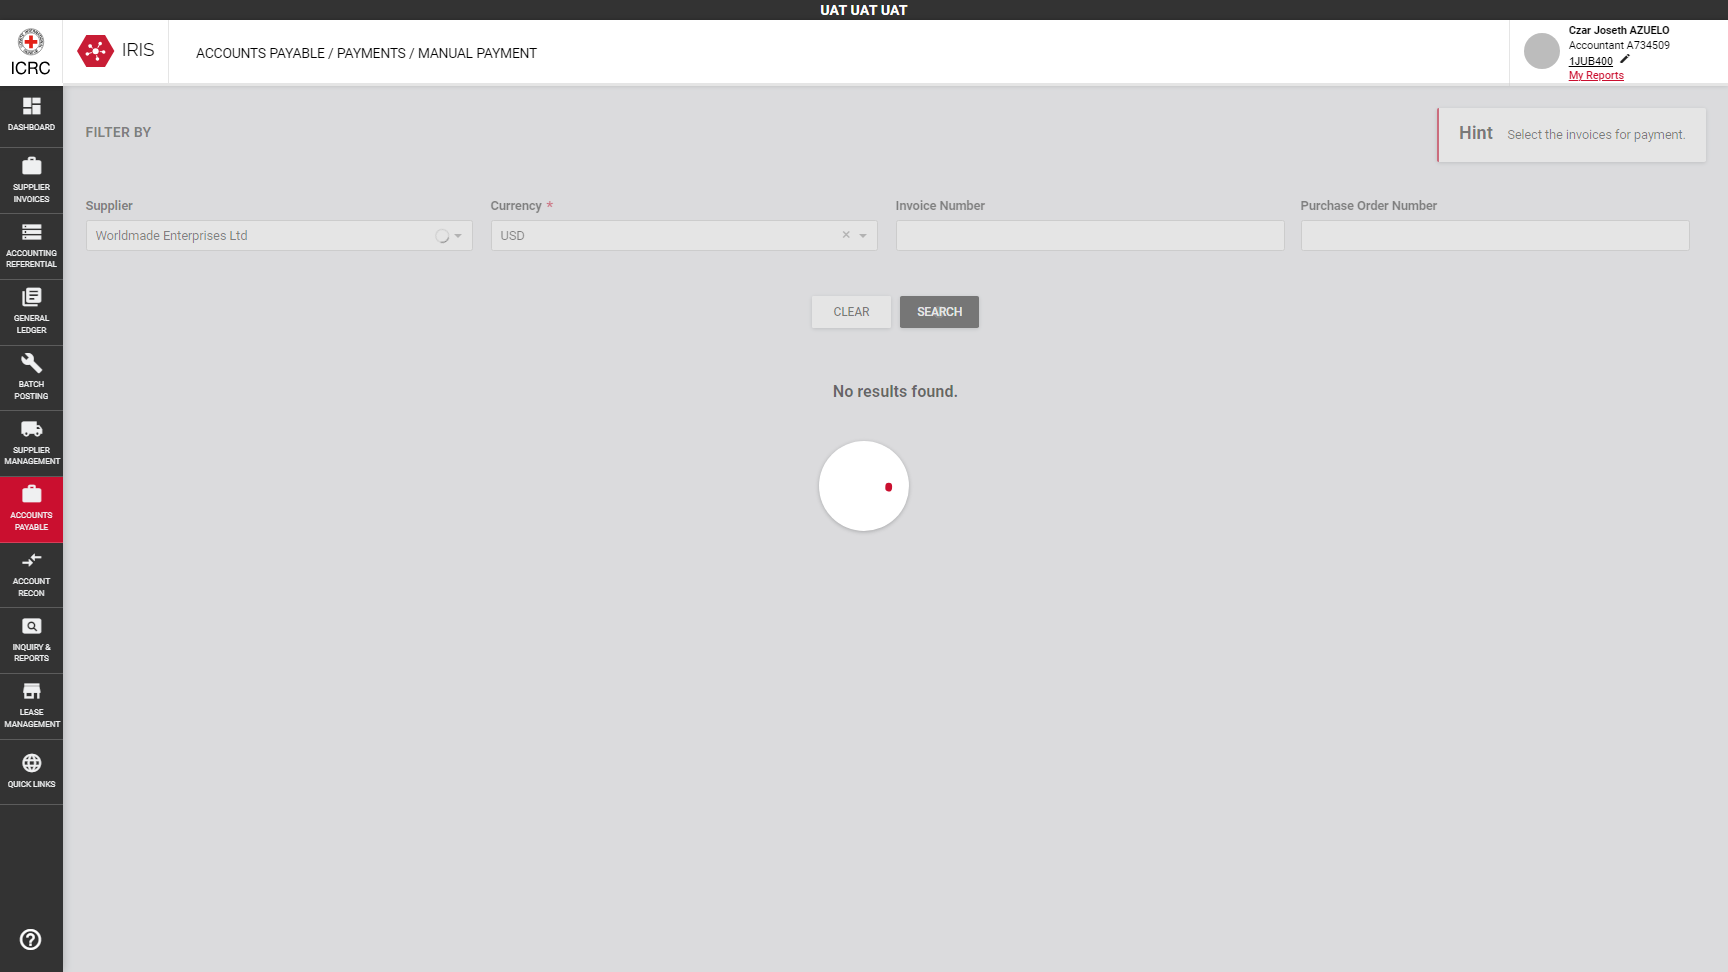 UAT UAT UAT
ICRC
IRIS
ACCOUNTS PAYABLE / PAYMENTS / MANUAL PAYMENT
Czar Joseth AZUELO
Accountant A734509
1JUB400
My Reports
DASHBOARD
SUPPLIER
INVOICES
ACCOUNTING
REFERENTIAL
GENERAL
LEDGER
BATCH
POSTING
SUPPLIER
MANAGEMENT
ACCOUNTS
PAYABLE
ACCOUNT
RECON
INQUIRY &
REPORTS
LEASE
MANAGEMENT
QUICK LINKS
FILTER BY
Hint Select the invoices for payment.
Supplier
Worldmade Enterprises Ltd
Currency *
USD
Invoice Number
Purchase Order Number
CLEAR
SEARCH
No results found.